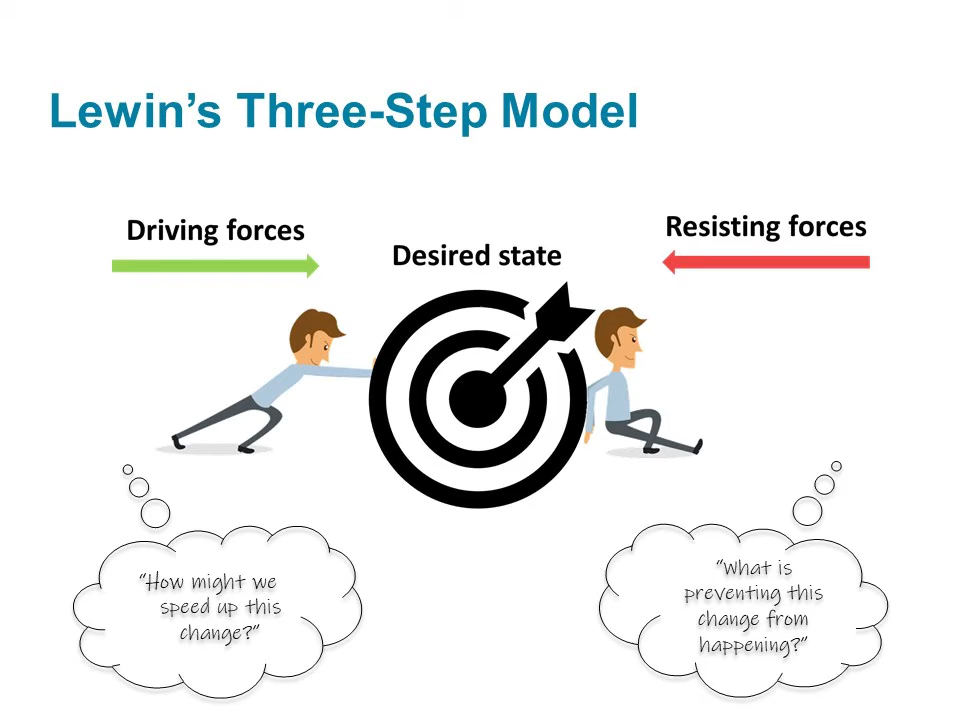 Lewin’s Three-Step Model
Driving forces
Resisting forces
Desired state
“How might we
speed up this
change?”
“What is
preventing this
change from
happening?”